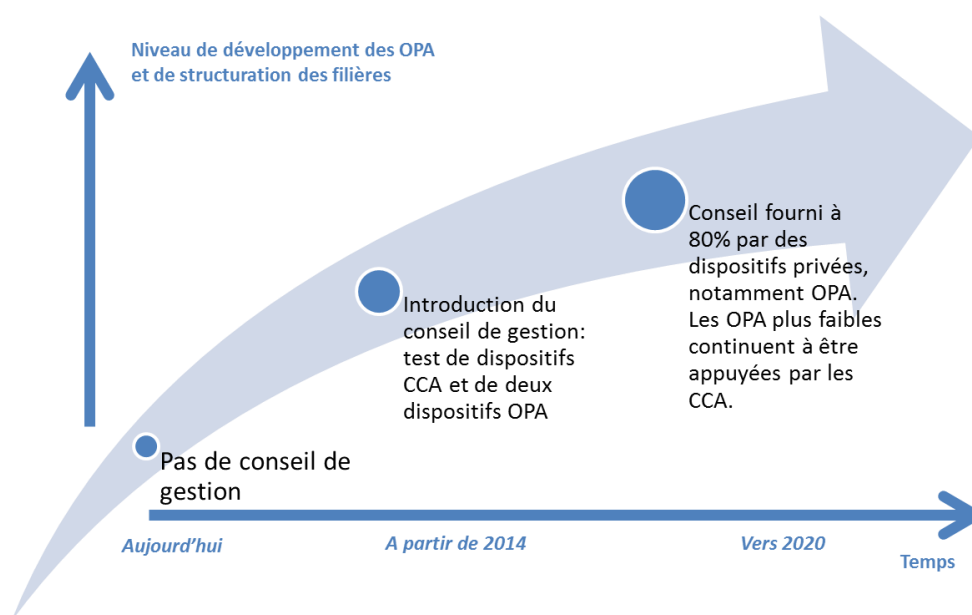 Niveau de développement des OPA
et de structuration des filières
Conseil fourni à
80% par des
dispositifs privées,
notamment OPA.
Les OPA plus faibles
continuent à être
appuyées par les
CCA.
Introduction du
conseil de gestion:
test de dispositifs
CCA et de deux
dispositifs OPA
Pas de conseil de
gestion
Aujourd’hui
A partir de 2014
Vers 2020
Temps